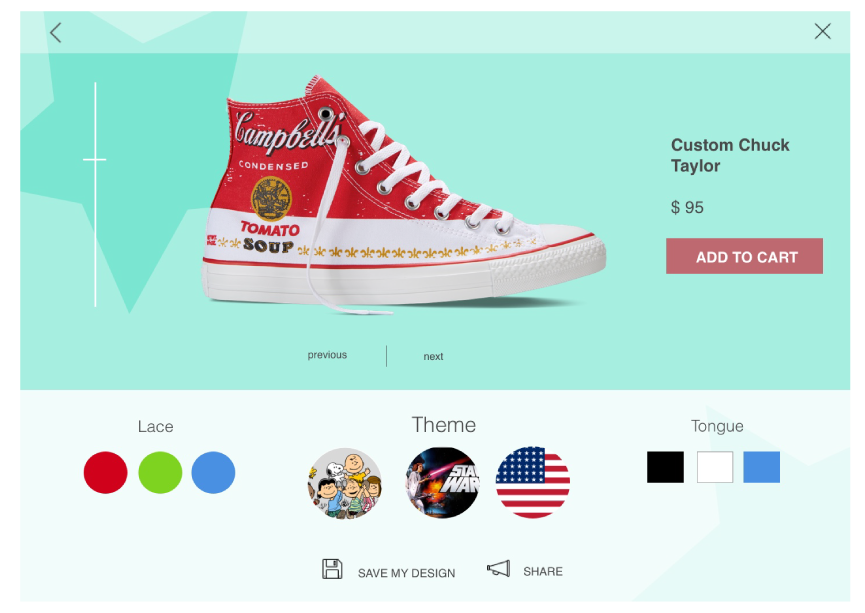 Campbell's
CONDENSED
TOMATO
SOUP
Custom Chuck
Taylor
$ 95
ADD TO CART
previous
next
Lace
Theme
Tongue
STAR
WARS
SAVE MY DESIGN
SHARE